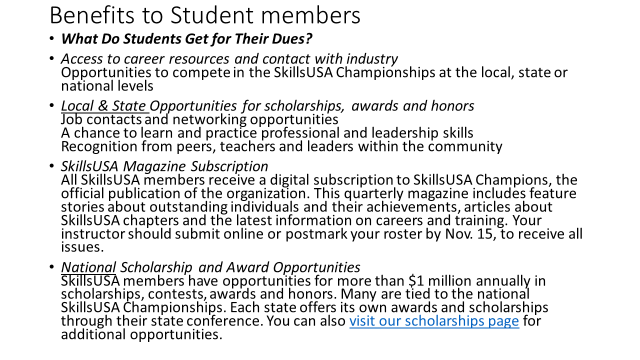 Benefits to Student members
• What Do Students Get for Their Dues?
• Access to career resources and contact with industry
Opportunities to compete in the SkillsUSA Championships at the local, state or
national levels
• Local & State Opportunities for scholarships, awards and honors
Job contacts and networking opportunities
A chance to learn and practice professional and leadership skills
Recognition from peers, teachers and leaders within the community
• SkillsUSA Magazine Subscription
All SkillsUSA members receive a digital subscription to SkillsUSA Champions, the
official publication of the organization. This quarterly magazine includes feature
stories about outstanding individuals and their achievements, articles about
SkillsUSA chapters and the latest information on careers and training. Your
instructor should submit online or postmark your roster by Nov. 15, to receive all
issues.
• National Scholarship and Award Opportunities
SkillsUSA members have opportunities for more than $1 million annually in
scholarships, contests, awards and honors. Many are tied to the national
SkillsUSA Championships. Each state offers its own awards and scholarships
through their state conference. You can also visit our scholarships page for
additional opportunities.